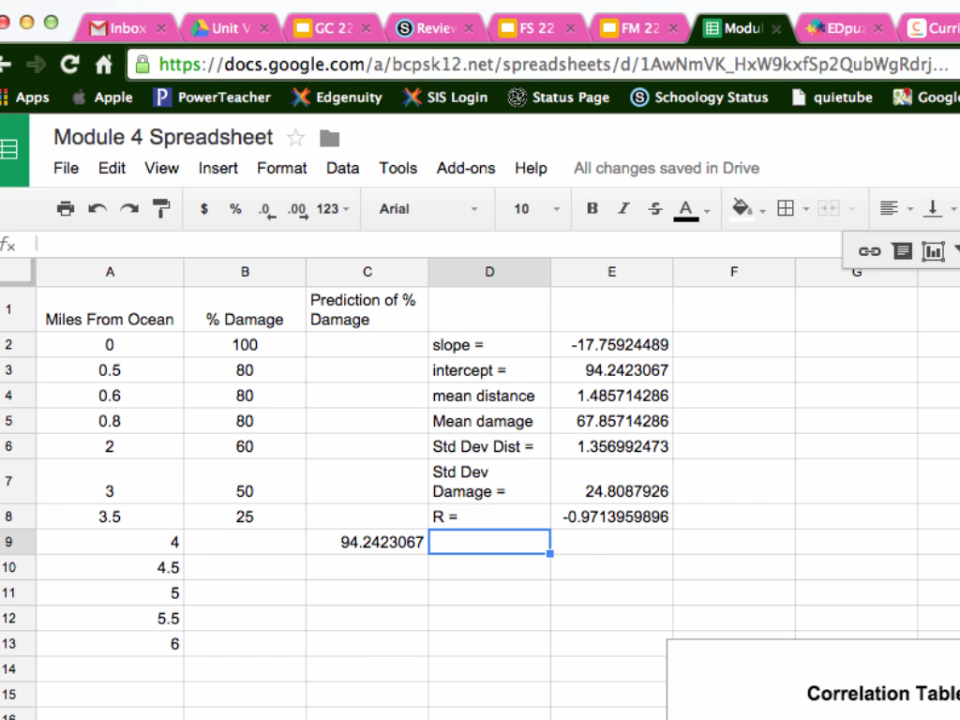 Inbox × Unit V × GC 22 × Review × FS 22 × FM 22 × Modul × EDpuz × Curri
https://docs.google.com/a/bcpsk12.net/spreadsheets/d/1AwNmVK_HxW9kxfSp2QubWgRdrj...
Apps Apple PowerTeacher Edgenuity SIS Login Status Page Schoology Status quietube Google
Module 4 Spreadsheet
File Edit View Insert Format Data Tools Add-ons Help All changes saved in Drive
$ % .0 .00 123 Arial 10 B I S A
fx
A B C D E F G
1 Miles From Ocean % Damage Prediction of %
Damage
2 0 100 slope = -17.75924489
3 0.5 80 intercept = 94.2423067
4 0.6 80 mean distance 1.485714286
5 0.8 80 Mean damage 67.85714286
6 2 60 Std Dev Dist = 1.356992473
7 3 50 Std Dev
Damage = 24.8087926
8 3.5 25 R = -0.9713959896
9 4 94.2423067
10 4.5
11 5
12 5.5
13 6
14
15 Correlation Table
16